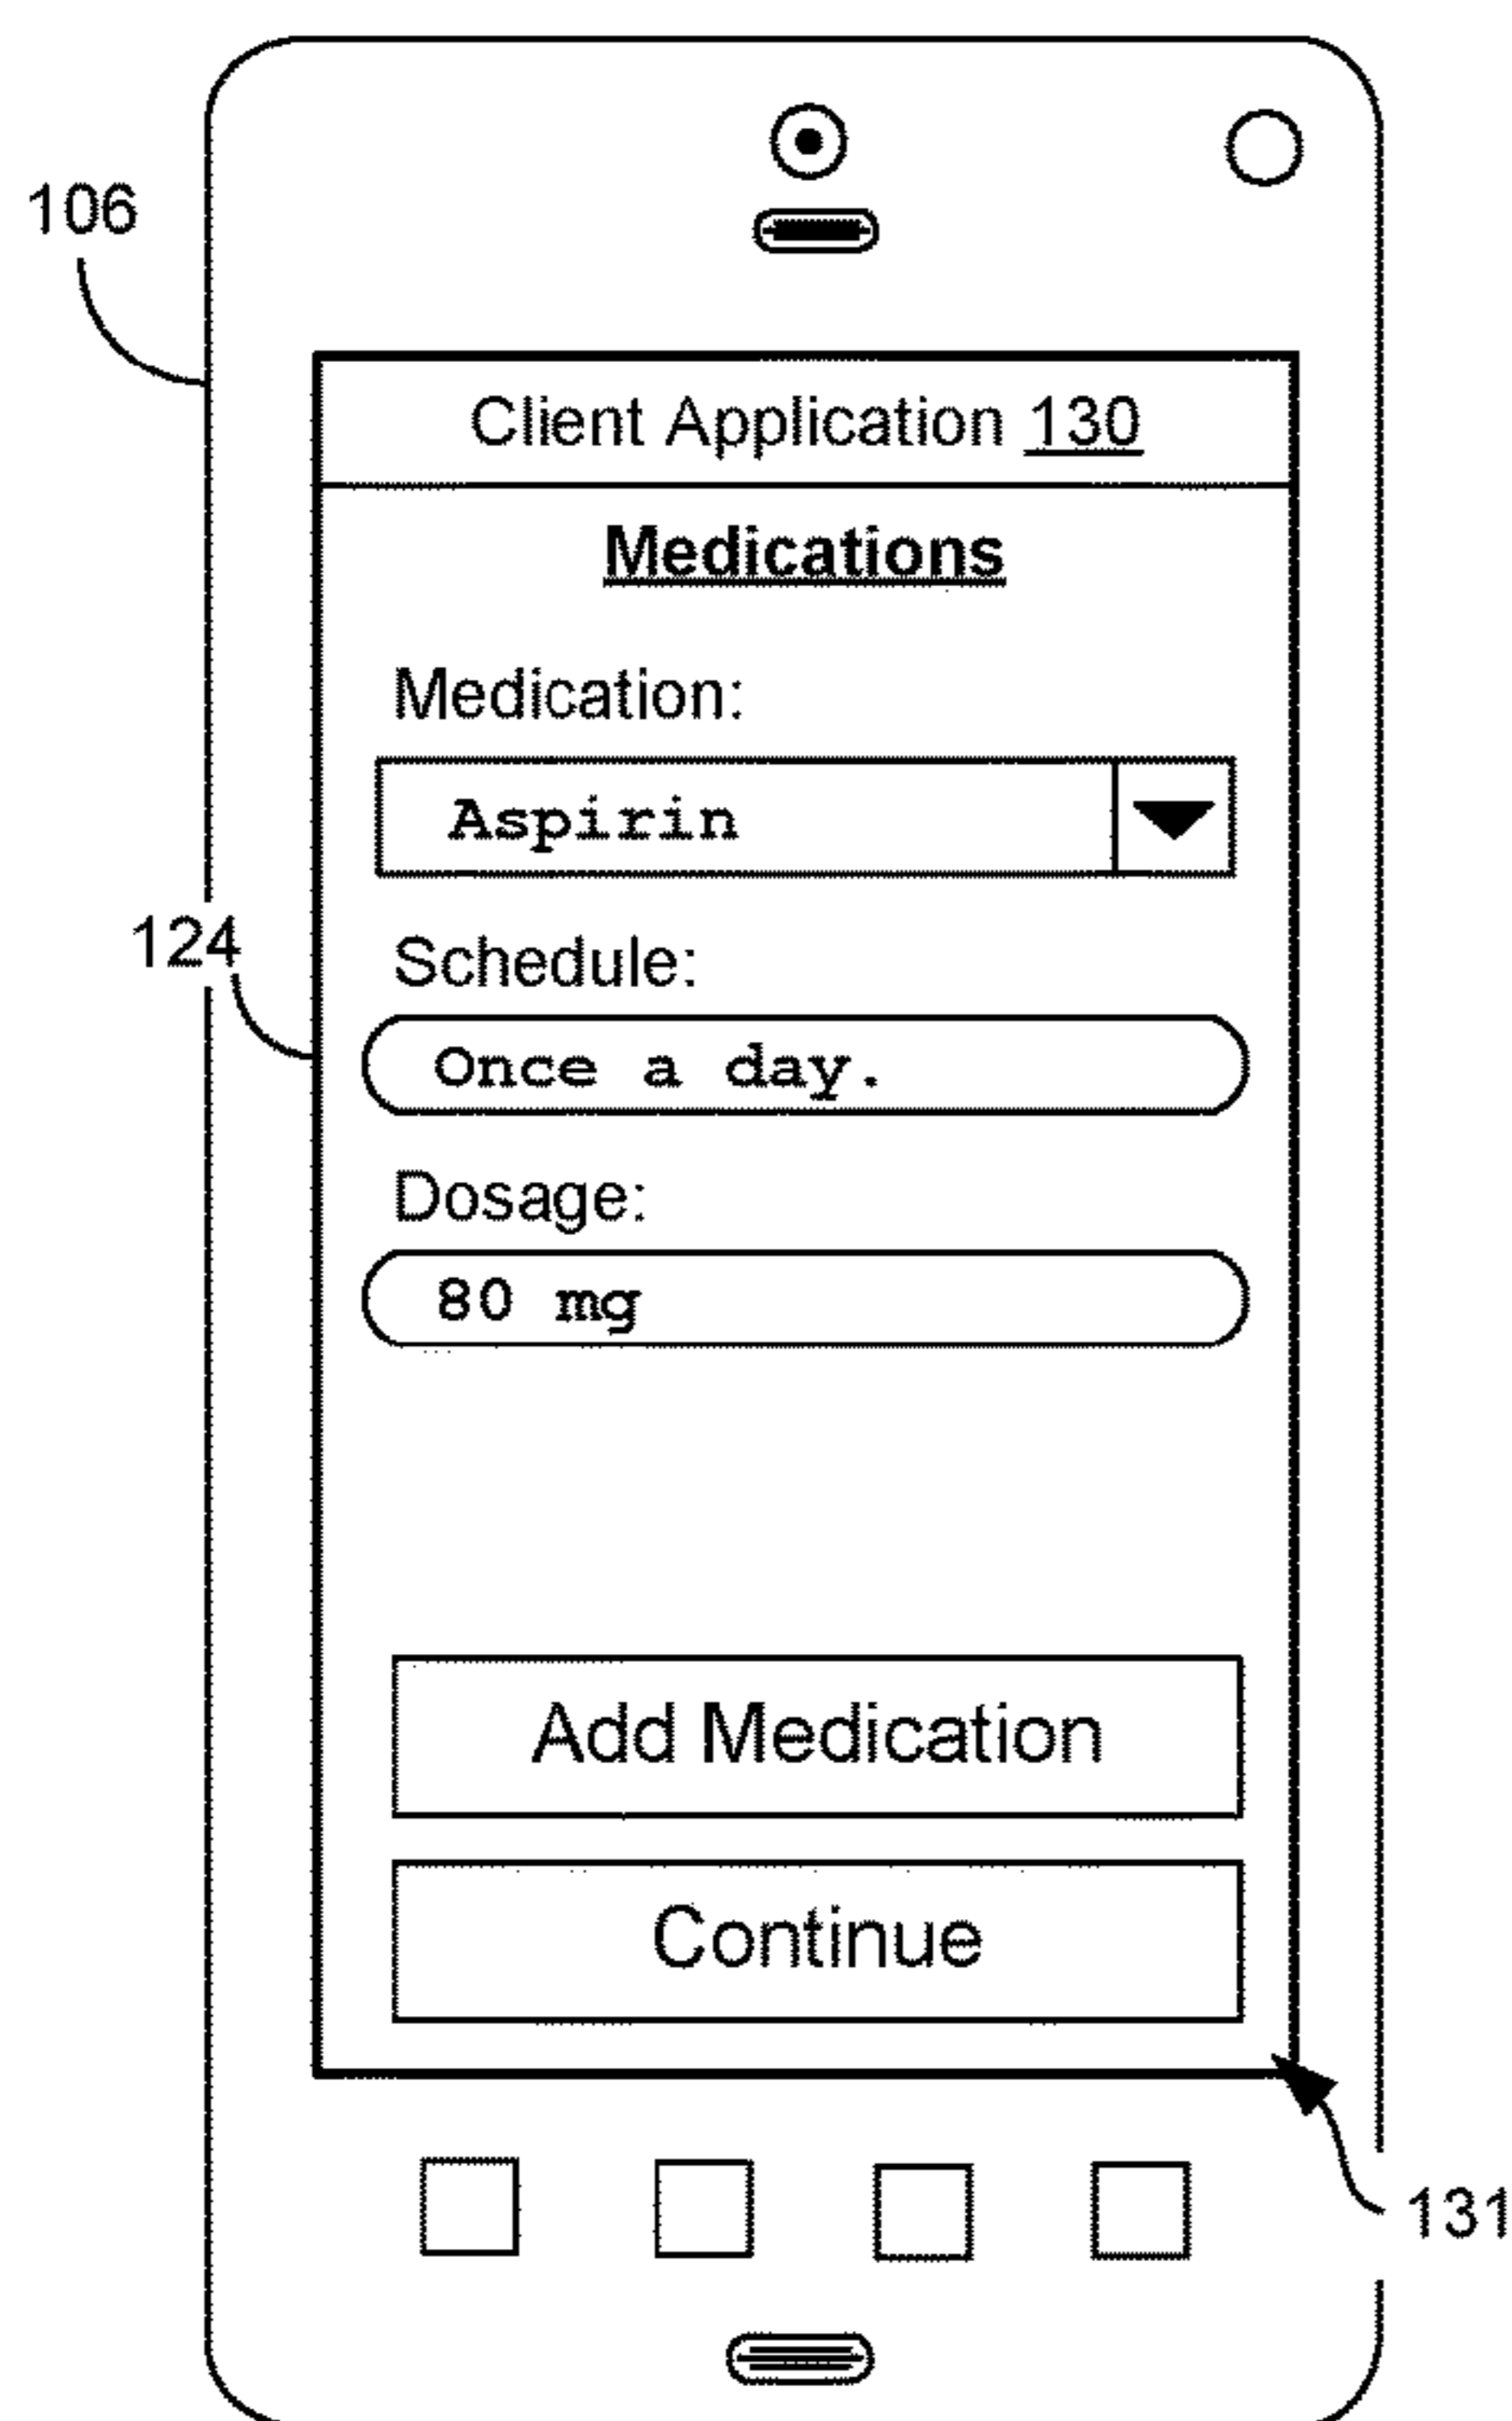 106
Client Application 130
Medications
Medication:
Aspirin
124
Schedule:
Once a day.
Dosage:
80 mg
Add Medication
Continue
131